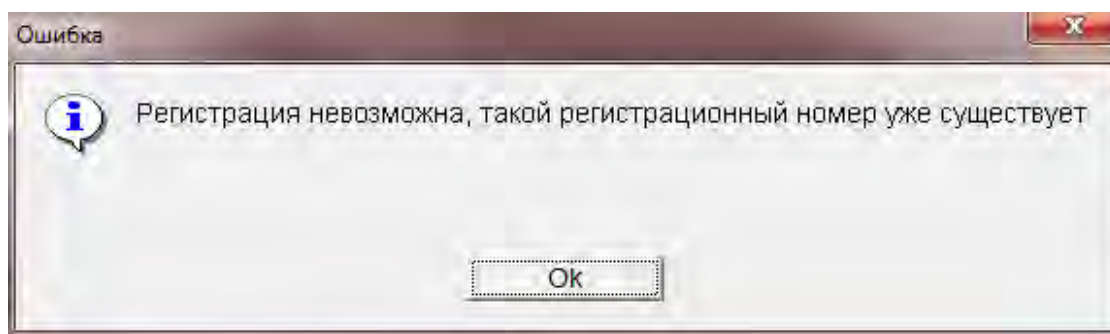 Ошибка
Регистрация невозможна, такой регистрационный номер уже существует
Ok